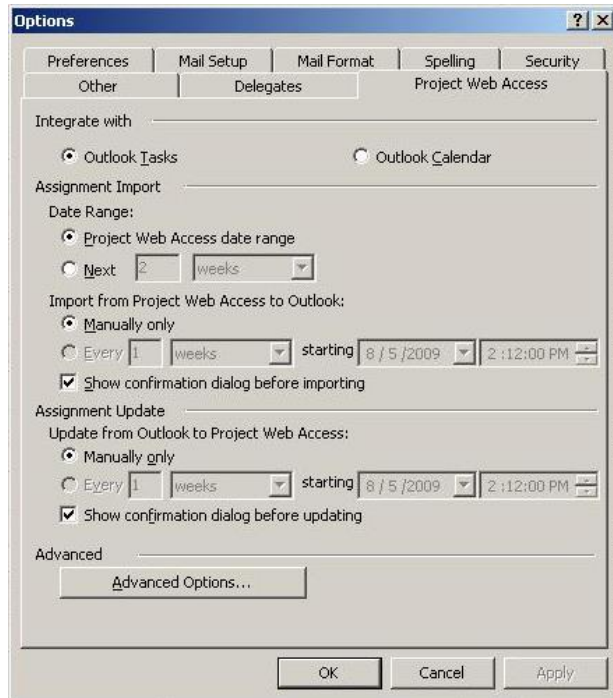 Options
Preferences Mail Setup Mail Format Spelling Security
Other Delegates Project Web Access
Integrate with
Outlook Tasks Outlook Calendar
Assignment Import
Date Range:
Project Web Access date range
Next 2 weeks
Import from Project Web Access to Outlook:
Manually only
Every 1 weeks starting 8 / 5 /2009 2 :12:00 PM
Show confirmation dialog before importing
Assignment Update
Update from Outlook to Project Web Access:
Manually only
Every 1 weeks starting 8 / 5 /2009 2 :12:00 PM
Show confirmation dialog before updating
Advanced
Advanced Options...
OK Cancel Apply